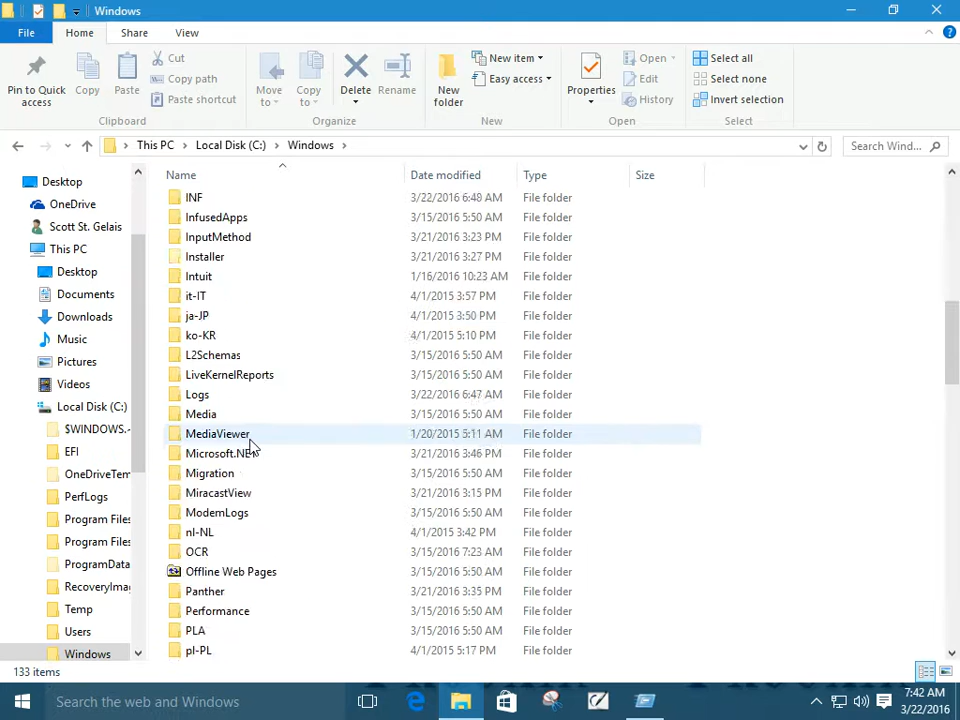 Windows
File Home Share View
Pin to Quick access
Copy
Paste
Cut
Copy path
Paste shortcut
Clipboard
Move to
Copy to
Delete
Rename
Organize
New folder
New item
Easy access
New
Properties
Open
Edit
History
Open
Select all
Select none
Invert selection
Select
This PC Local Disk (C:) Windows
Search Wind...
Name Date modified Type Size
Desktop
OneDrive
Scott St. Gelais
This PC
Desktop
Documents
Downloads
Music
Pictures
Videos
Local Disk (C:)
$WINDOWS.~
EFI
OneDriveTem
PerfLogs
Program Files
Program Files
ProgramData
RecoveryImag
Temp
Users
Windows
INF 3/22/2016 6:48 AM File folder
InfusedApps 3/15/2016 5:50 AM File folder
InputMethod 3/21/2016 3:23 PM File folder
Installer 3/21/2016 3:27 PM File folder
Intuit 1/16/2016 10:23 AM File folder
it-IT 4/1/2015 3:57 PM File folder
ja-JP 4/1/2015 3:50 PM File folder
ko-KR 4/1/2015 5:10 PM File folder
L2Schemas 3/15/2016 5:50 AM File folder
LiveKernelReports 3/15/2016 5:50 AM File folder
Logs 3/22/2016 6:47 AM File folder
Media 3/15/2016 5:50 AM File folder
MediaViewer 1/20/2015 5:11 AM File folder
Microsoft.NET 3/21/2016 3:46 PM File folder
Migration 3/15/2016 5:50 AM File folder
MiracastView 3/21/2016 3:15 PM File folder
ModemLogs 3/15/2016 5:50 AM File folder
nl-NL 4/1/2015 3:42 PM File folder
OCR 3/15/2016 7:23 AM File folder
Offline Web Pages 3/15/2016 5:50 AM File folder
Panther 3/21/2016 3:35 PM File folder
Performance 3/15/2016 5:50 AM File folder
PLA 3/15/2016 5:50 AM File folder
pl-PL 4/1/2015 5:17 PM File folder
133 items
Search the web and Windows
7:42 AM
3/22/2016